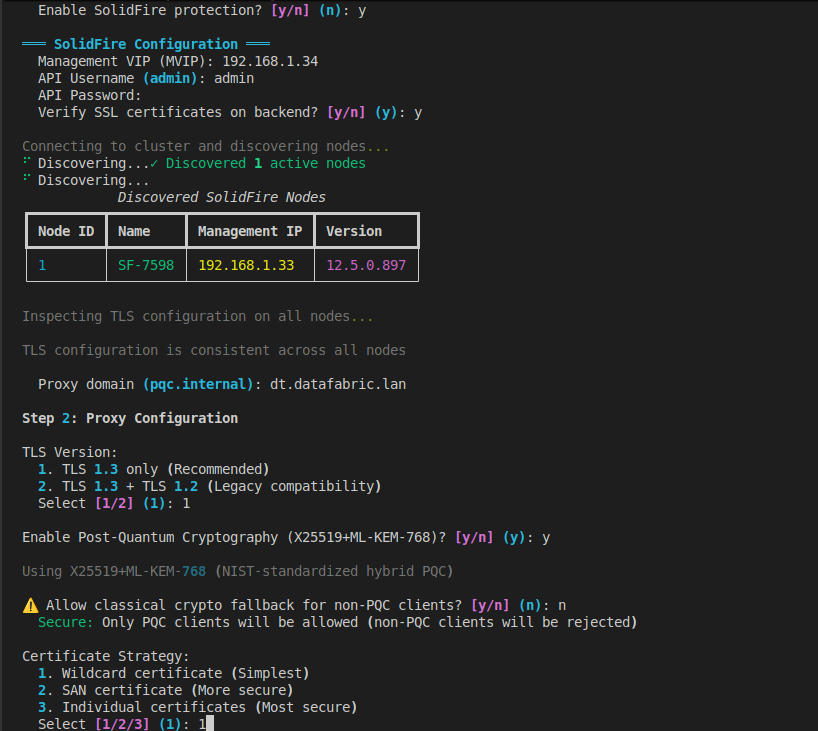 Enable SolidFire protection? [y/n] (n): y
═══ SolidFire Configuration ═══
Management VIP (MVIP): 192.168.1.34
API Username (admin): admin
API Password:
Verify SSL certificates on backend? [y/n] (y): y
Connecting to cluster and discovering nodes...
⠋ Discovering...✓ Discovered 1 active nodes
⠋ Discovering...
Discovered SolidFire Nodes
Node ID Name Management IP Version
1 SF-7598 192.168.1.33 12.5.0.897
Inspecting TLS configuration on all nodes...
TLS configuration is consistent across all nodes
Proxy domain (pqc.internal): dt.datafabric.lan
Step 2: Proxy Configuration
TLS Version:
1. TLS 1.3 only (Recommended)
2. TLS 1.3 + TLS 1.2 (Legacy compatibility)
Select [1/2] (1): 1
Enable Post-Quantum Cryptography (X25519+ML-KEM-768)? [y/n] (y): y
Using X25519+ML-KEM-768 (NIST-standardized hybrid PQC)
⚠️ Allow classical crypto fallback for non-PQC clients? [y/n] (n): n
Secure: Only PQC clients will be allowed (non-PQC clients will be rejected)
Certificate Strategy:
1. Wildcard certificate (Simplest)
2. SAN certificate (More secure)
3. Individual certificates (Most secure)
Select [1/2/3] (1): 1